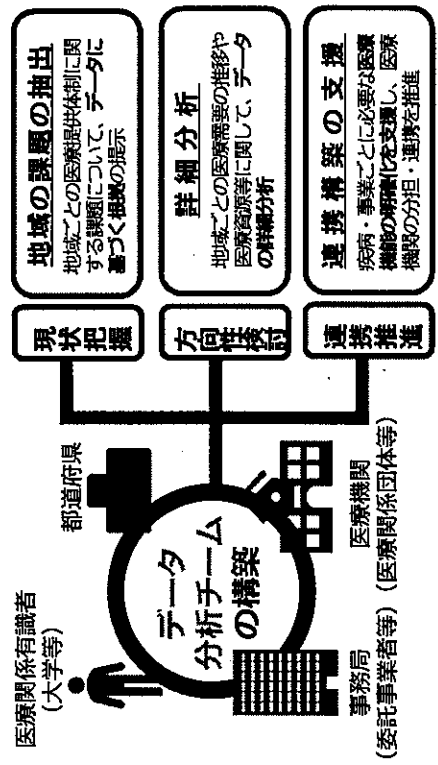 医療関係有識者
（大学等）
都道府県
データ
分析チーム
の構築
事務局
（委託事業者等）
医療機関
（医療関係団体等）
現状把握
地域の課題の抽出
地域ごとの医療提供体制に関
する課題について、データに
基づく根拠の提示
方向性検討
詳細分析
地域ごとの医療需要の推移や
医療資源等に関して、データ
の詳細分析
連携推進
連携構築の支援
疾病・事業ごとに必要な医療
機能の明確化を支援し、医療
機関の分担・連携を推進